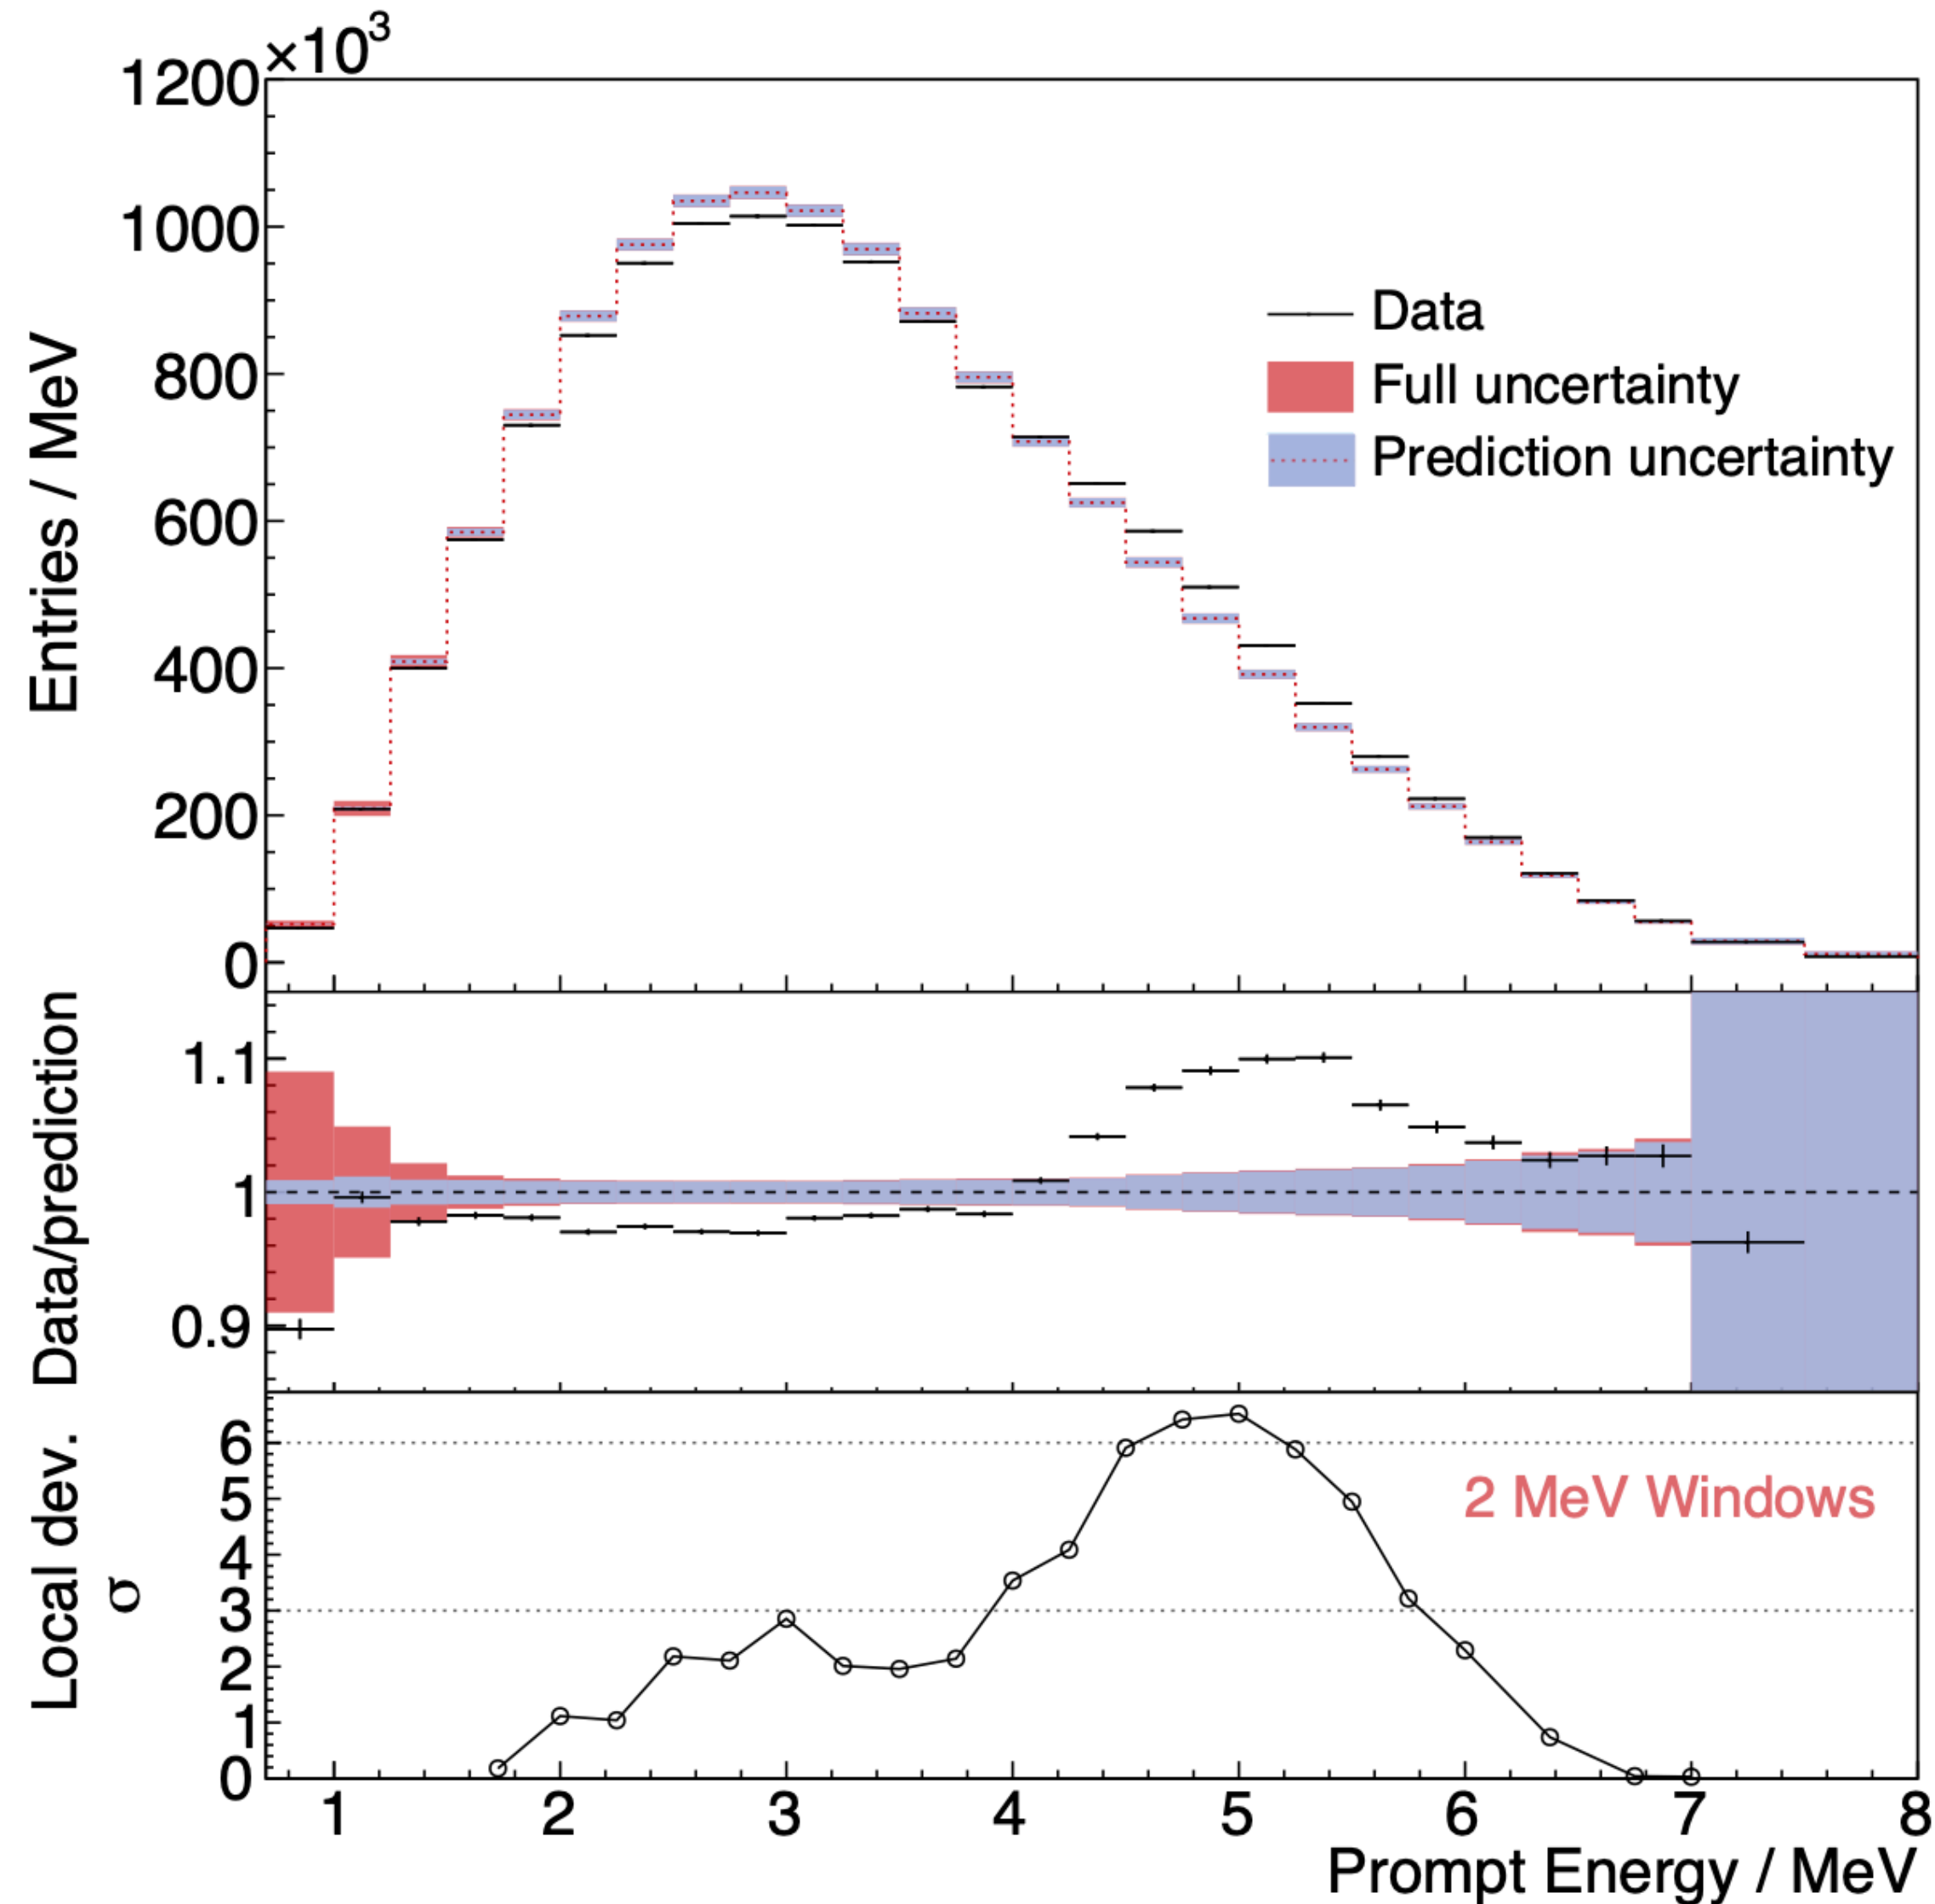 ×10³
1200
1000
800
600
400
200
0
Entries / MeV
Data
Full uncertainty
Prediction uncertainty
1.1
1
0.9
Data/prediction
6
5
4
3
2
1
0
Local dev.
σ
2 MeV Windows
1 2 3 4 5 6 7 8
Prompt Energy / MeV